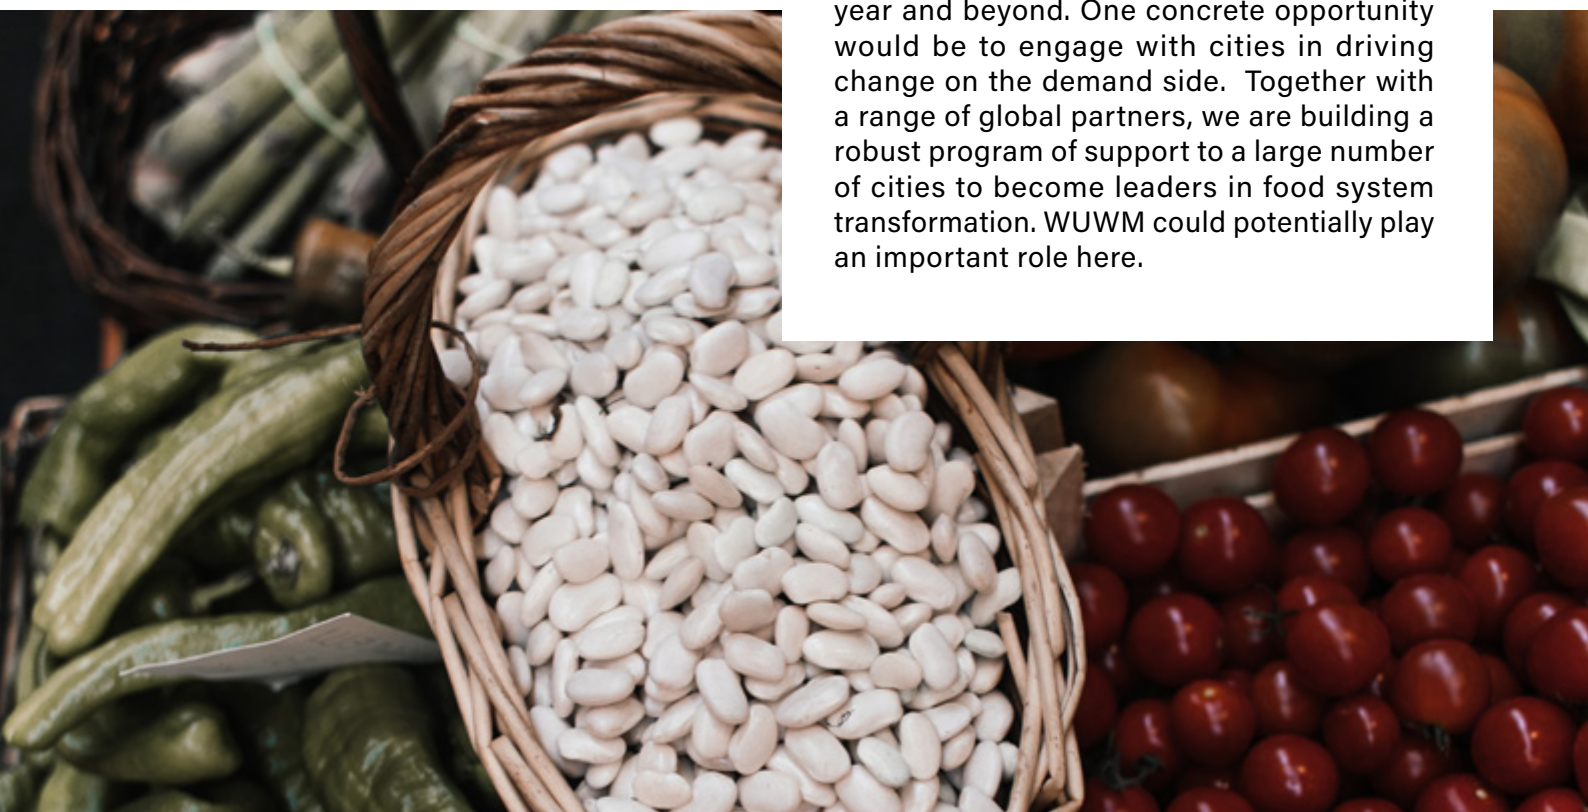 year and beyond. One concrete opportunity
would be to engage with cities in driving
change on the demand side.  Together with
a range of global partners, we are building a
robust program of support to a large number
of cities to become leaders in food system
transformation. WUWM could potentially play
an important role here.